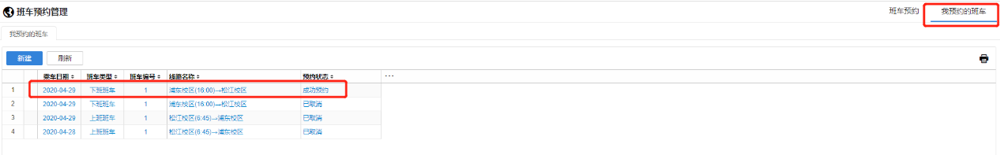 班车预约管理 班车预约 我预约的班车
我预约的班车
新建 刷新
乘车日期 班车类型 班车编号 线路名称 预约状态 ...
1 2020-04-29 下班班车 1 浦东校区(16:00)→松江校区 成功预约
2 2020-04-29 下班班车 1 浦东校区(16:00)→松江校区 已取消
3 2020-04-29 上班班车 1 松江校区(6:45)→浦东校区 已取消
4 2020-04-28 上班班车 1 松江校区(6:45)→浦东校区 已取消